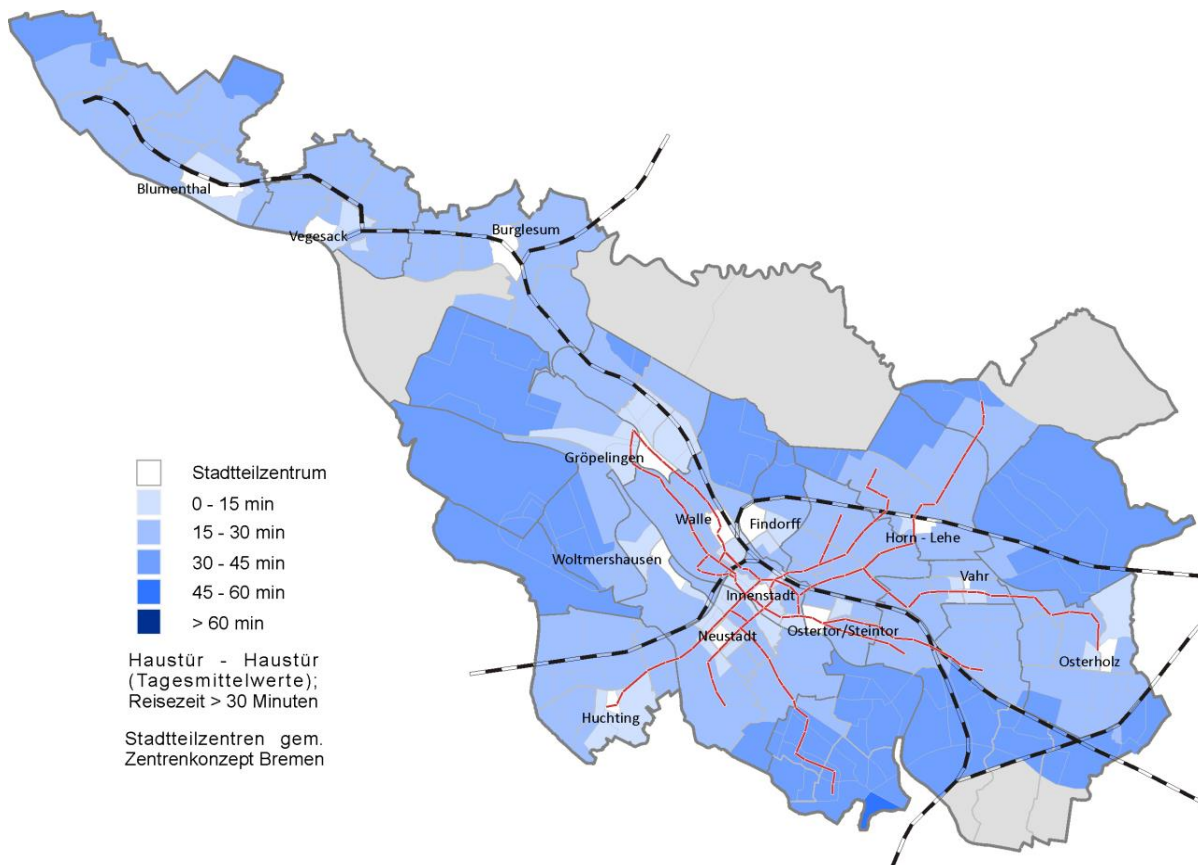 Blumenthal
Vegesack
Burglesum
Gröpelingen
Walle
Findorff
Horn - Lehe
Woltmershausen
Vahr
Innenstadt
Neustadt
Ostertor/Steintor
Osterholz
Huchting
Stadtteilzentrum
0 - 15 min
15 - 30 min
30 - 45 min
45 - 60 min
> 60 min
Haustür - Haustür
(Tagesmittelwerte);
Reisezeit > 30 Minuten
Stadtteilzentren gem.
Zentrenkonzept Bremen